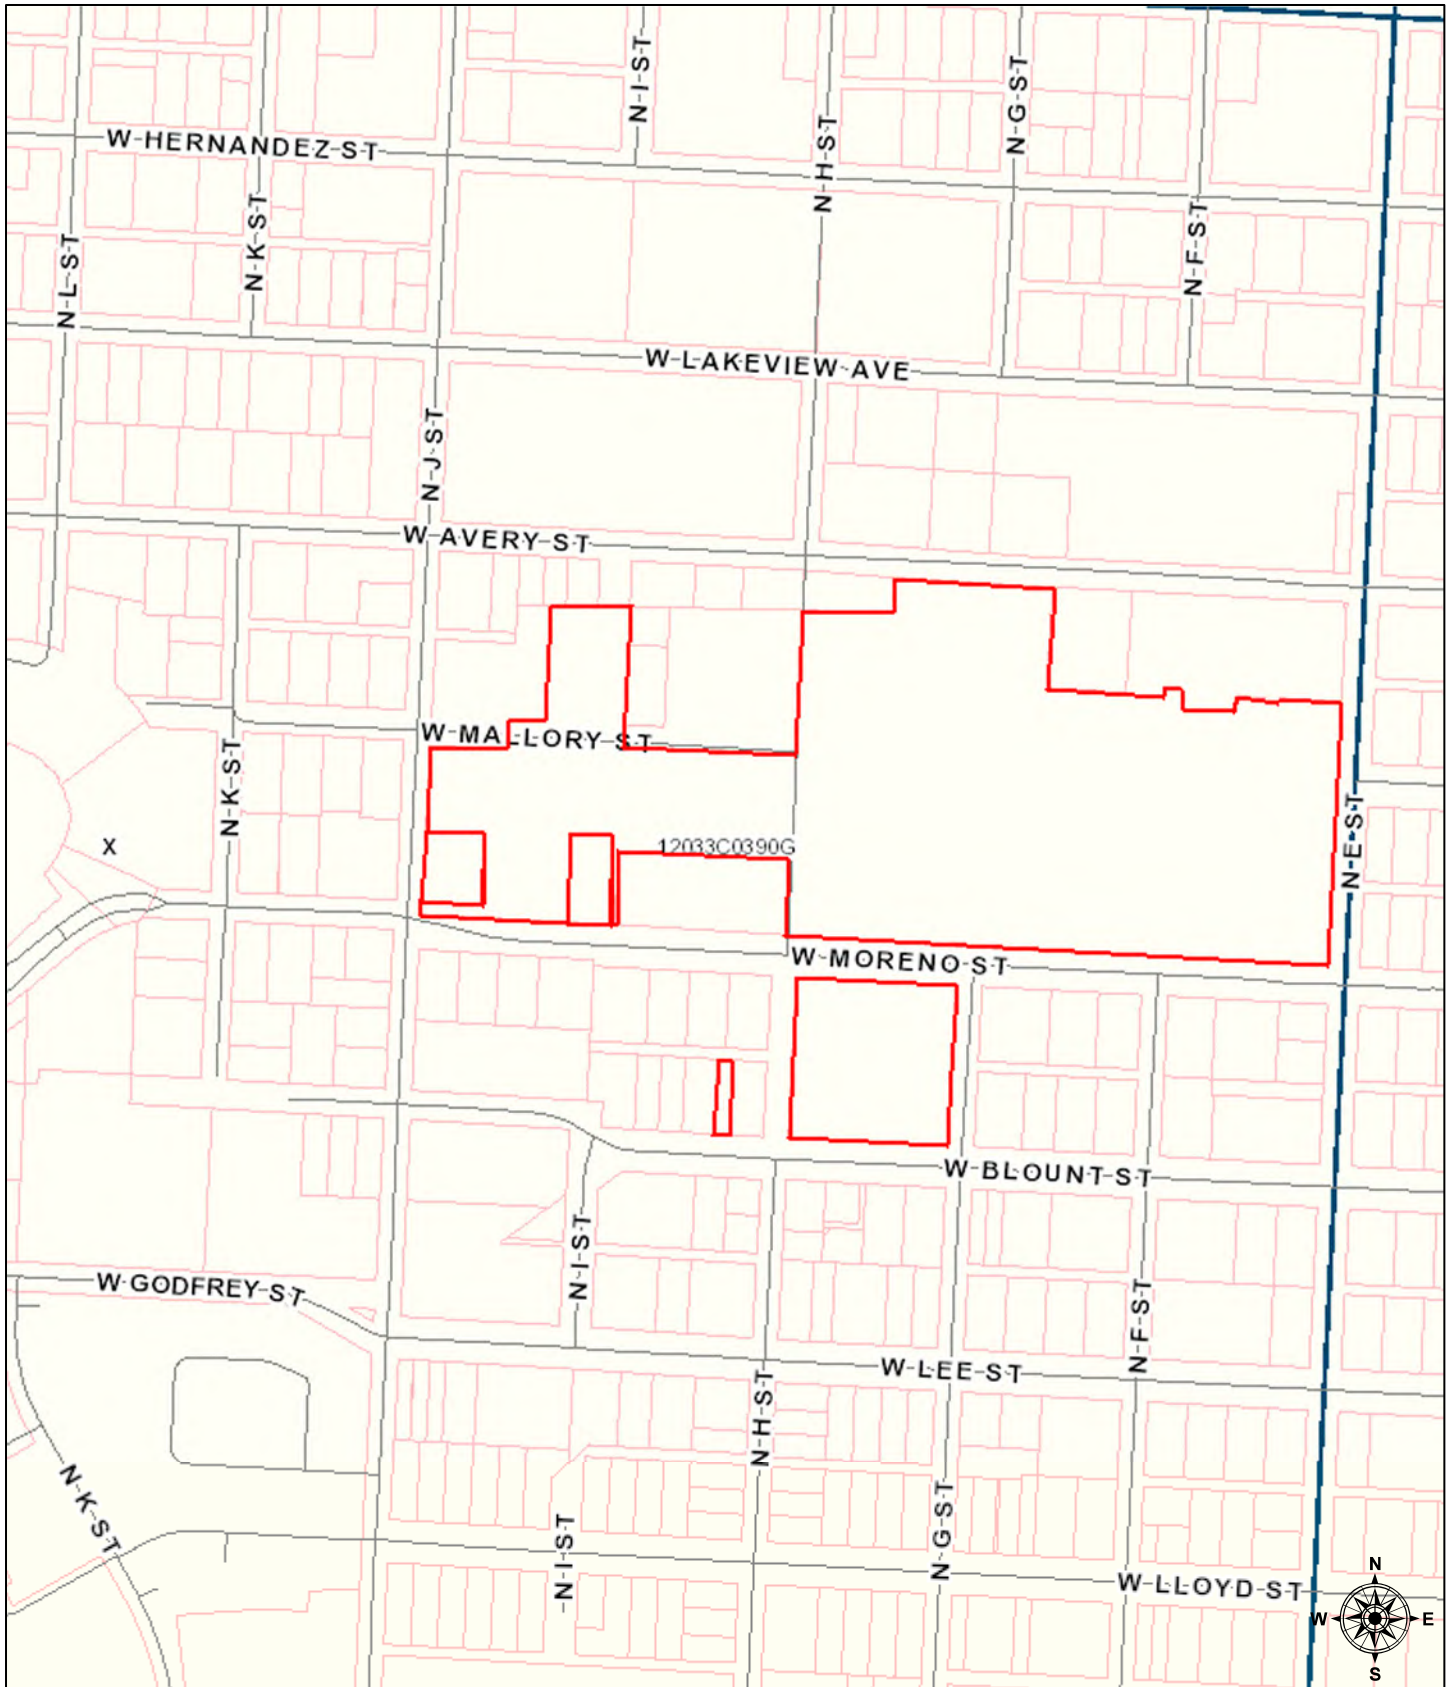 N-I-ST
N-G-ST
N-H-ST
W-HERNANDEZ-ST
N-K-ST
N-F-ST
N-L-ST
W-LAKEVIEW-AVE
N-J-ST
W-AVERY-ST
W-MALLORY-ST
N-K-ST
N-E-ST
X
12033C0390G
W-MORENO-ST
W-BLOUNT-ST
N-I-ST
W-GODFREY-ST
N-F-ST
W-LEE-ST
N-H-ST
N-K-ST
N-G-ST
N-I-ST
W-LLOYD-ST
N
W
E
S